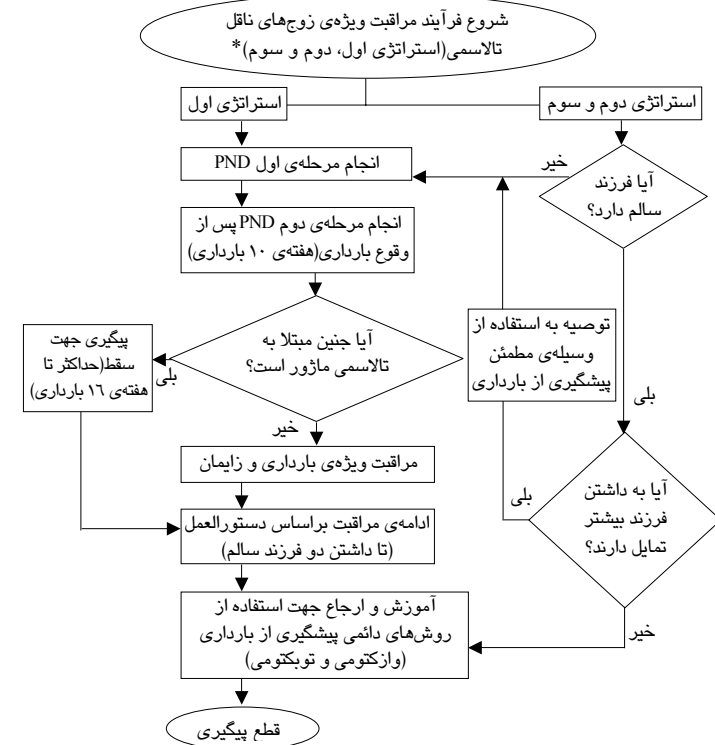 شروع فرآیند مراقبت ویژه‌ی زوج‌های ناقل
تالاسمی(استراتژی اول، دوم و سوم)*
استراتژی دوم و سوم
استراتژی اول
آیا فرزند
سالم دارد؟
خیر
انجام مرحله‌ی اول PND
انجام مرحله‌ی دوم PND پس از
وقوع بارداری(هفته‌ی ۱۰ بارداری)
توصیه به استفاده از
وسیله‌ی مطمئن
پیشگیری از بارداری
آیا جنین مبتلا به
تالاسمی ماژور است؟
بلی
پیگیری جهت
سقط(حداکثر تا
هفته‌ی ۱٦ بارداری)
بلی
خیر
مراقبت ویژه‌ی بارداری و زایمان
آیا به داشتن
فرزند بیشتر
تمایل دارند؟
بلی
ادامه‌ی مراقبت براساس دستورالعمل
(تا داشتن دو فرزند سالم)
خیر
آموزش و ارجاع جهت استفاده از
روش‌های دائمی پیشگیری از بارداری
(وازکتومی و توبکتومی)
قطع پیگیری